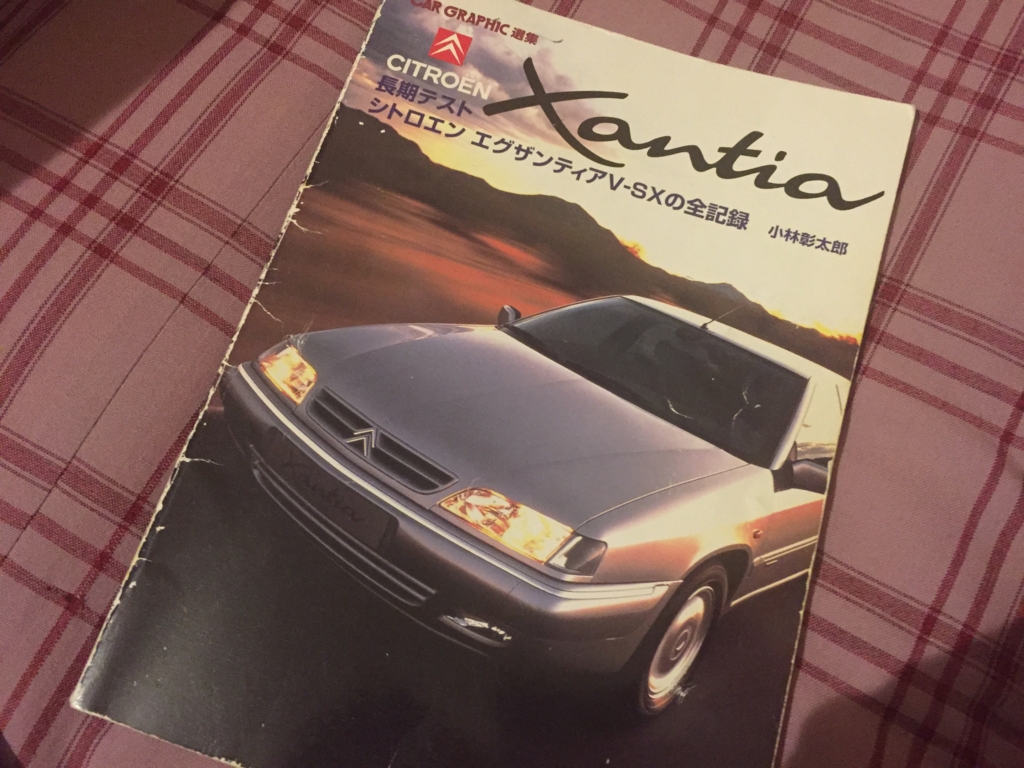 CAR GRAPHIC 選集
CITROËN
Xantia
長期テスト
シトロエン エグザンティアV-SXの全記録
小林彰太郎
Xantia